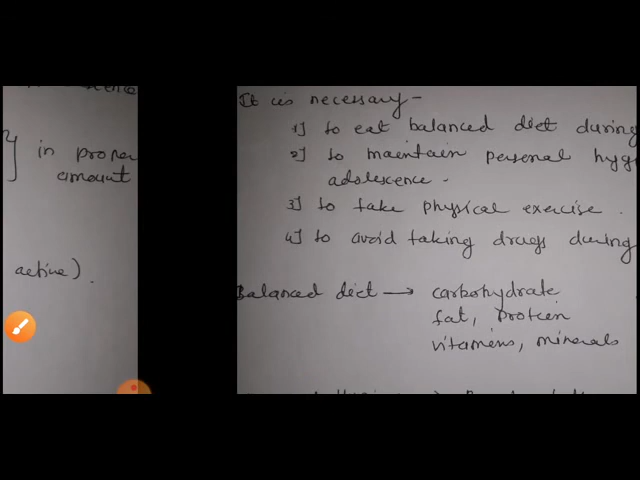 in proper
amount
active).
It is necessary -
1] to eat balanced diet during
2] to maintain personal hyg
adolescence.
3] to take physical exercise.
4] to avoid taking drugs during
Balanced diet → carbohydrate
fat, protein
vitamins, minerals